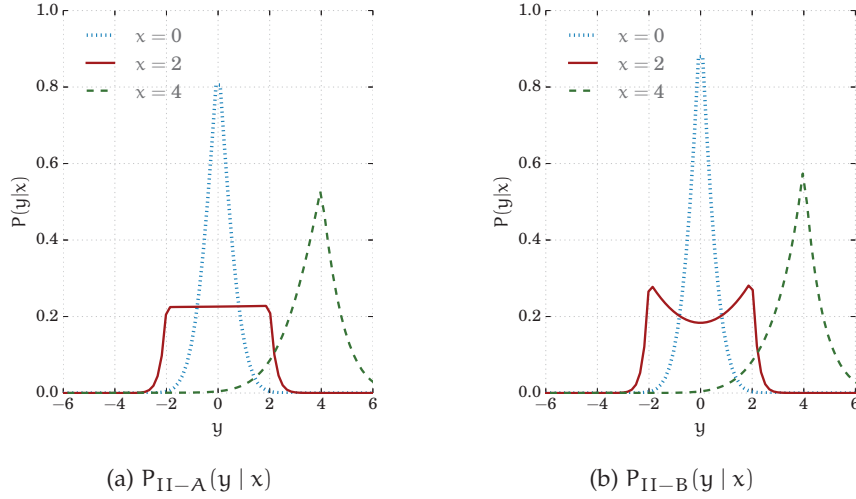 1.0
x = 0
x = 2
0.8
x = 4
0.6
P(y|x)
0.4
0.2
0.0
−6 −4 −2 0 2 4 6
y
(a) P_{II−A}(y | x)
1.0
x = 0
x = 2
0.8
x = 4
0.6
P(y|x)
0.4
0.2
0.0
−6 −4 −2 0 2 4 6
y
(b) P_{II−B}(y | x)